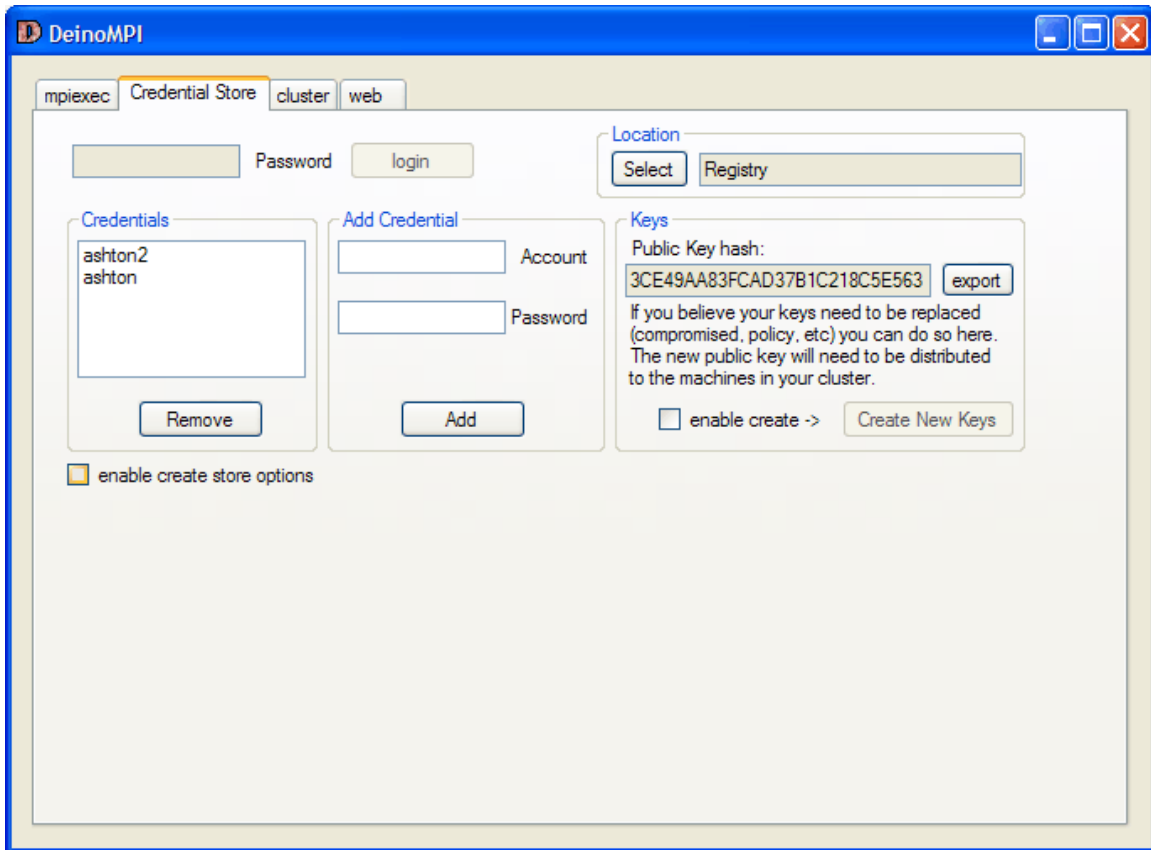 DeinoMPI
mpiexec Credential Store cluster web
Password login
Location
Select Registry
Credentials
ashton2
ashton
Remove
Add Credential
Account
Password
Add
Keys
Public Key hash:
3CE49AA83FCAD37B1C218C5E563 export
If you believe your keys need to be replaced
(compromised, policy, etc) you can do so here.
The new public key will need to be distributed
to the machines in your cluster.
enable create -> Create New Keys
enable create store options